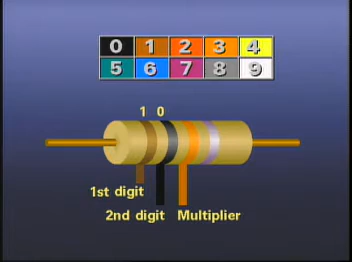 0 1 2 3 4
5 6 7 8 9
1 0
1st digit
2nd digit Multiplier